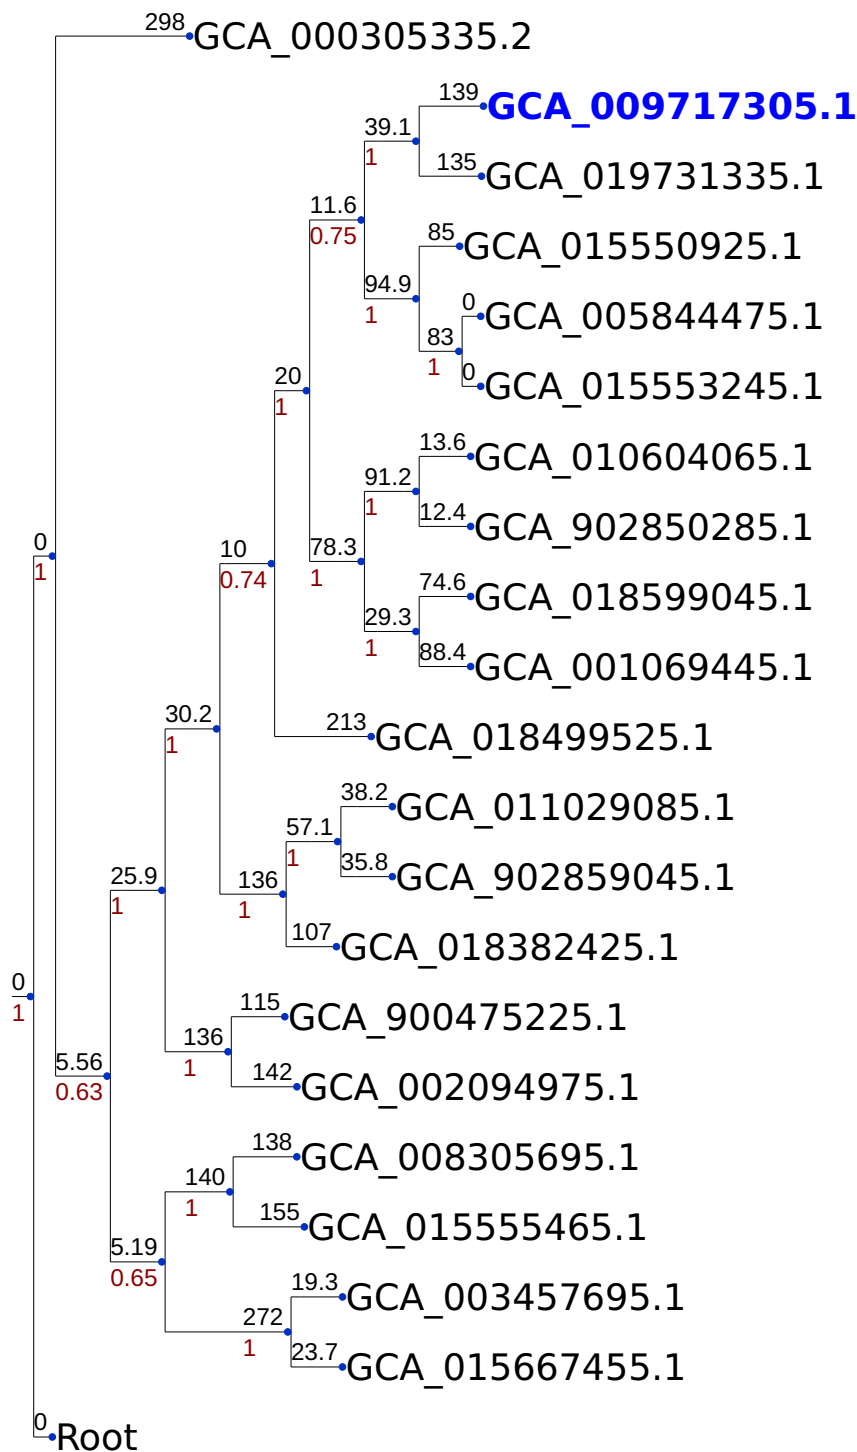 298 GCA_000305335.2
139 GCA_009717305.1
39.1
1
135 GCA_019731335.1
11.6
0.75
85 GCA_015550925.1
94.9
1
0 GCA_005844475.1
83
1
0 GCA_015553245.1
20
1
13.6 GCA_010604065.1
91.2
1
12.4 GCA_902850285.1
0
1
10
0.74
78.3
1
74.6 GCA_018599045.1
29.3
1
88.4 GCA_001069445.1
30.2
1
213 GCA_018499525.1
38.2 GCA_011029085.1
57.1
1
35.8 GCA_902859045.1
25.9
1
136
1
107 GCA_018382425.1
0
1
115 GCA_900475225.1
136
1
5.56
0.63
142 GCA_002094975.1
138 GCA_008305695.1
140
1
155 GCA_015555465.1
5.19
0.65
19.3 GCA_003457695.1
272
1
23.7 GCA_015667455.1
0 Root